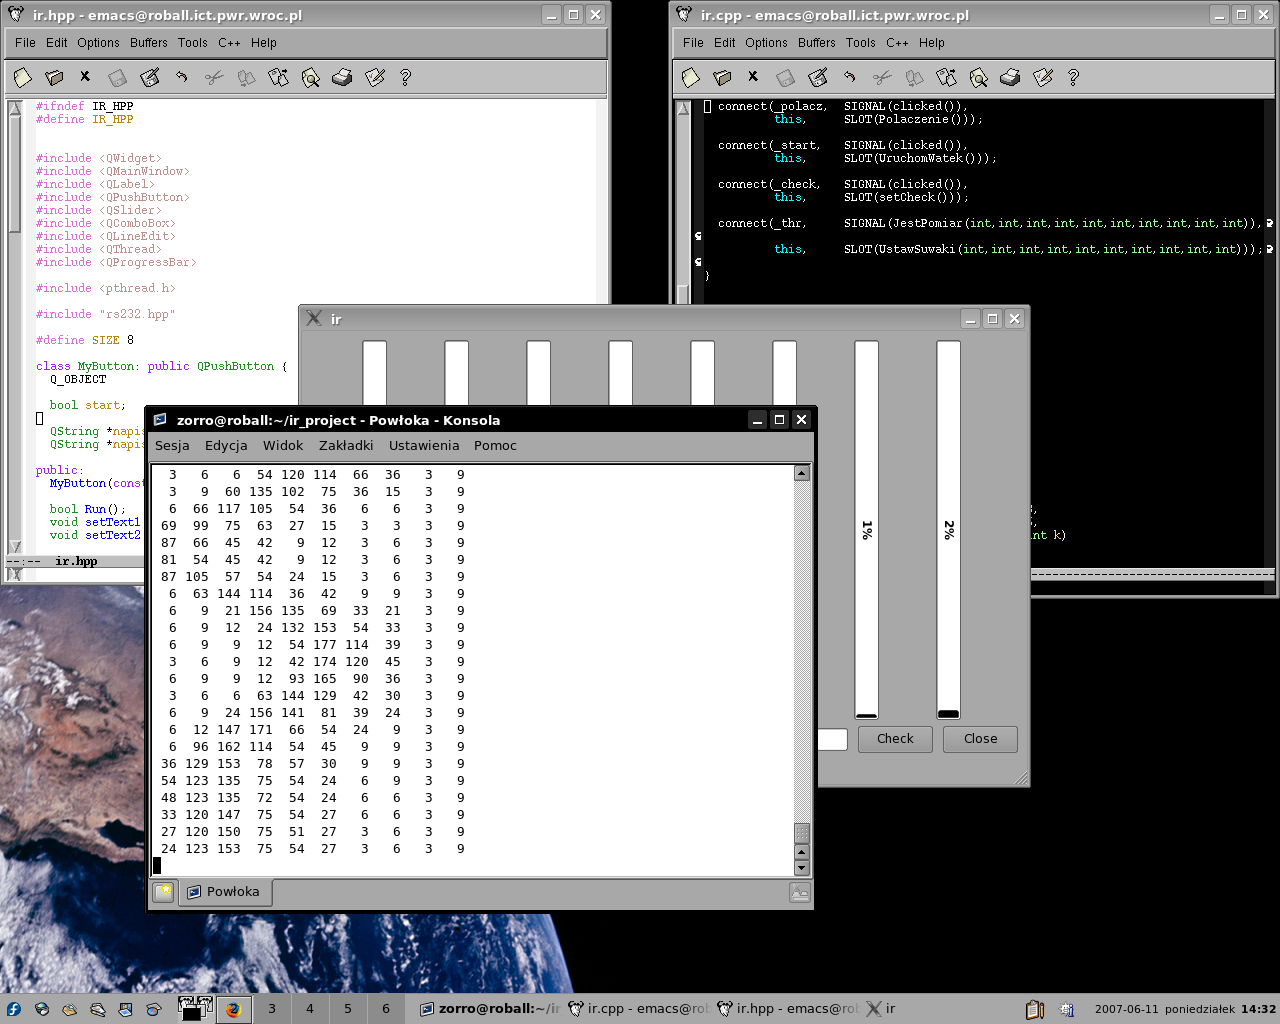 ir.hpp - emacs@roball.ict.pwr.wroc.pl
File Edit Options Buffers Tools C++ Help
#ifndef IR_HPP
#define IR_HPP
#include <QWidget>
#include <QMainWindow>
#include <QLabel>
#include <QPushButton>
#include <QSlider>
#include <QComboBox>
#include <QLineEdit>
#include <QThread>
#include <QProgressBar>
#include <pthread.h>
#include "rs232.hpp"
#define SIZE 8
class MyButton: public QPushButton {
Q_OBJECT
bool start;
QString *napis
QString *napis
public:
MyButton(const
bool Run();
void setText1
void setText2
--:-- ir.hpp
ir.cpp - emacs@roball.ict.pwr.wroc.pl
File Edit Options Buffers Tools C++ Help
connect(_polacz, SIGNAL(clicked()),
this, SLOT(Polaczenie()));
connect(_start, SIGNAL(clicked()),
this, SLOT(UruchomWatek()));
connect(_check, SIGNAL(clicked()),
this, SLOT(setCheck()));
connect(_thr, SIGNAL(JestPomiar(int,int,int,int,int,int,int,int,int,int)),
this, SLOT(UstawSuwaki(int,int,int,int,int,int,int,int,int,int)));
}
int k)
ir
1%
2%
Check
Close
zorro@roball:~/ir_project - Powłoka - Konsola
Sesja Edycja Widok Zakładki Ustawienia Pomoc
3 6 6 54 120 114 66 36 3 9
3 9 60 135 102 75 36 15 3 9
6 66 117 105 54 36 6 6 3 9
69 99 75 63 27 15 3 3 3 9
87 66 45 42 9 12 3 6 3 9
81 54 45 42 9 12 3 6 3 9
87 105 57 54 24 15 3 6 3 9
6 63 144 114 36 42 9 9 3 9
6 9 21 156 135 69 33 21 3 9
6 9 12 24 132 153 54 33 3 9
6 9 9 12 54 177 114 39 3 9
3 6 9 12 42 174 120 45 3 9
6 9 9 12 93 165 90 36 3 9
3 6 6 63 144 129 42 30 3 9
6 9 24 156 141 81 39 24 3 9
6 12 147 171 66 54 24 9 3 9
6 96 162 114 54 45 9 9 3 9
36 129 153 78 57 30 9 9 3 9
54 123 135 75 54 24 6 9 3 9
48 123 135 72 54 24 6 6 3 9
33 120 147 75 54 27 6 6 3 9
27 120 150 75 51 27 3 6 3 9
24 123 153 75 54 27 3 6 3 9
Powłoka
3 4 5 6 zorro@roball:~/ir ir.cpp - emacs@rob ir.hpp - emacs@rob ir 2007-06-11 poniedziałek 14:32